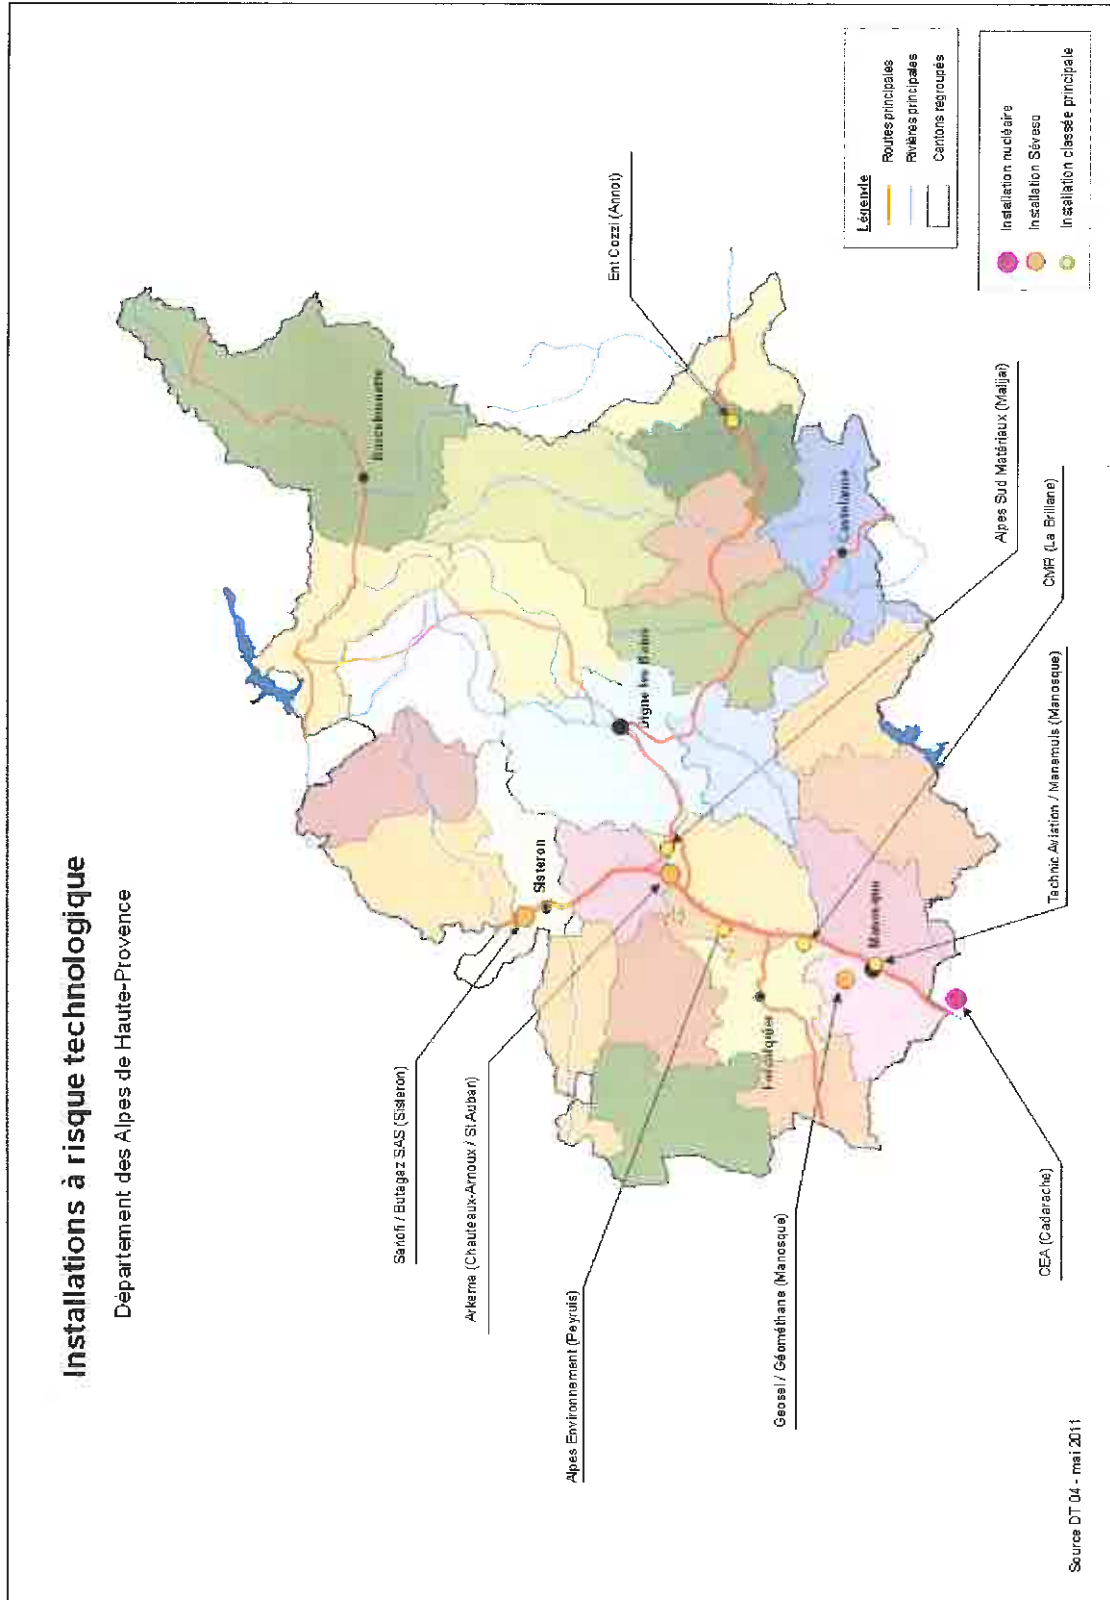 Installations à risque technologique
Département des Alpes de Haute-Provence
Sanofi / Butagaz SAS (Sisteron)
Arkema (Chauteaux-Arnoux / St Auban)
Alpes Environnement (Peyruis)
Geosel / Géométhane (Manosque)
CEA (Cadarache)
Ent Cozzi (Annot)
Alpes Sud Matériaux (Malijai)
CMR (La Brillane)
Technic Aviation / Manamuls (Manosque)
Barcelonnette
Sisteron
Digne les Bains
Castellane
Forcalquier
Manosque
Légende
Routes principales
Rivières principales
Cantons regroupés
Installation nucléaire
Installation Séveso
Installation classée principale
Source DT 04 - mai 2011